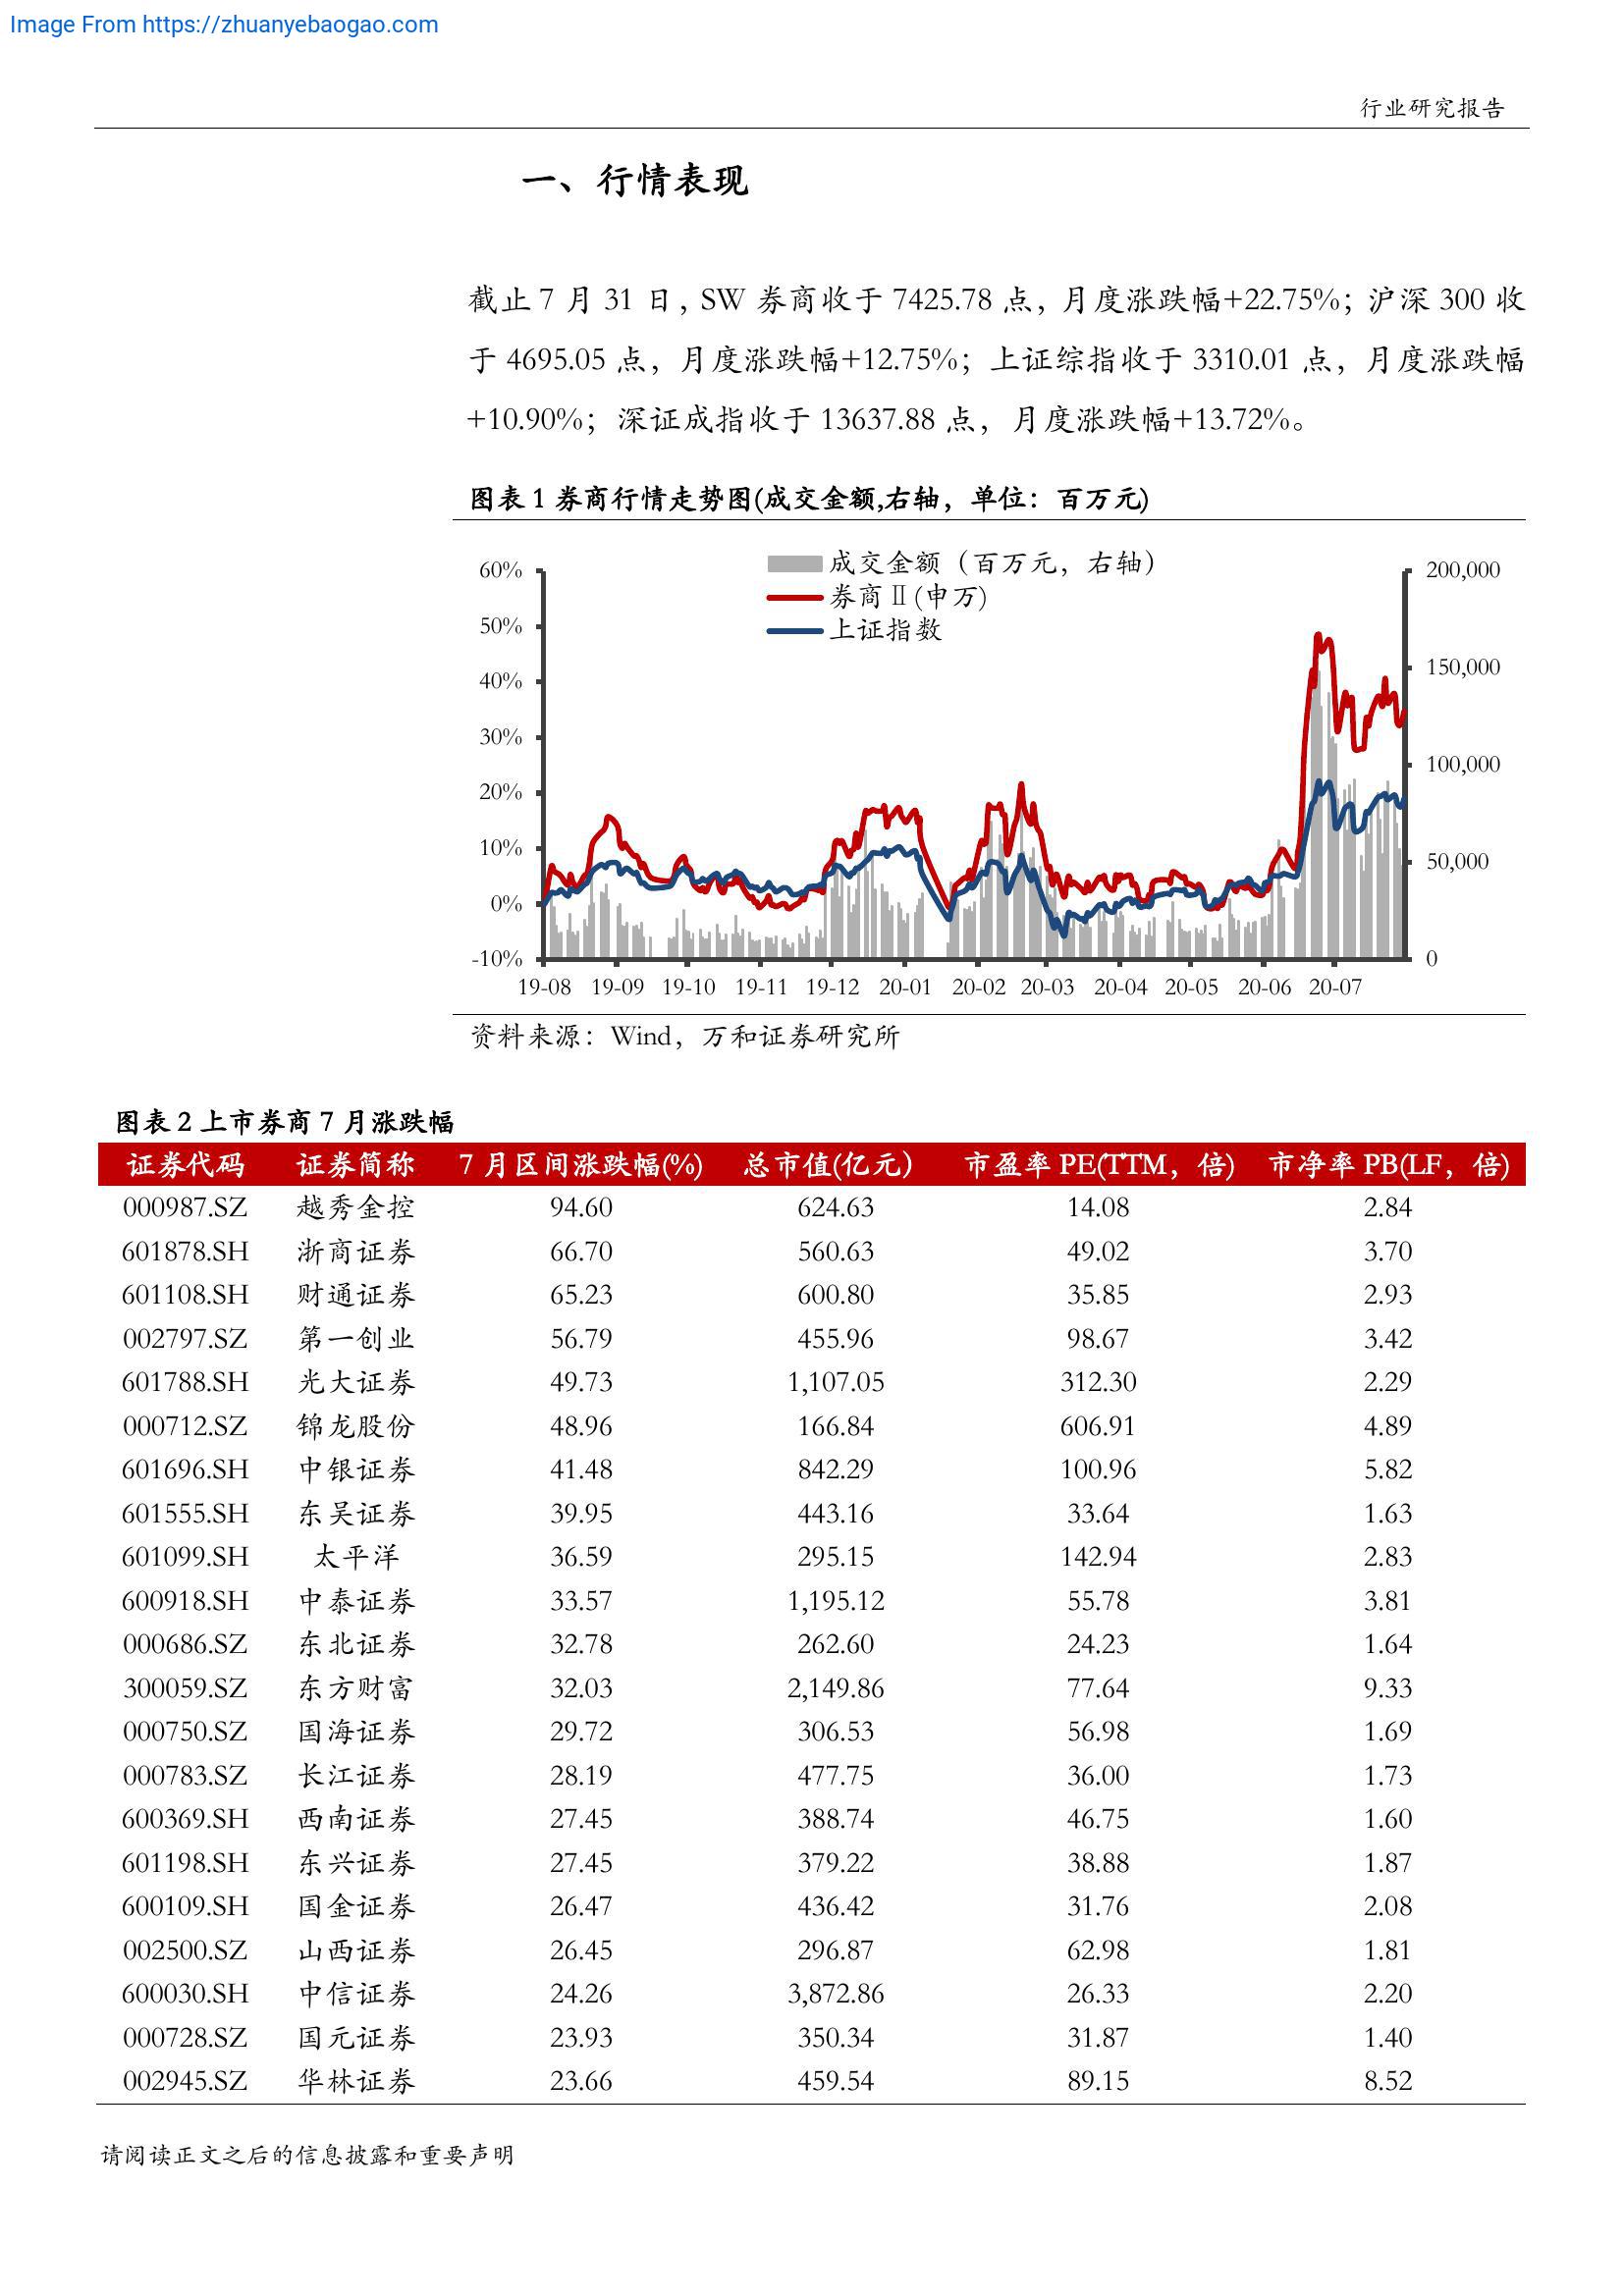 Image From https://zhuanyebaogao.com
行业研究报告
一、行情表现
截止 7 月 31 日，SW 券商收于 7425.78 点，月度涨跌幅+22.75%；沪深 300 收
于 4695.05 点，月度涨跌幅+12.75%；上证综指收于 3310.01 点，月度涨跌幅
+10.90%；深证成指收于 13637.88 点，月度涨跌幅+13.72%。
图表 1 券商行情走势图(成交金额,右轴，单位：百万元)
成交金额（百万元，右轴）
券商Ⅱ(申万)
上证指数
60%
50%
40%
30%
20%
10%
0%
-10%
200,000
150,000
100,000
50,000
0
19-08 19-09 19-10 19-11 19-12 20-01 20-02 20-03 20-04 20-05 20-06 20-07
资料来源：Wind，万和证券研究所
图表 2 上市券商 7 月涨跌幅
证券代码 证券简称 7 月区间涨跌幅(%) 总市值(亿元） 市盈率 PE(TTM，倍) 市净率 PB(LF，倍)
000987.SZ 越秀金控 94.60 624.63 14.08 2.84
601878.SH 浙商证券 66.70 560.63 49.02 3.70
601108.SH 财通证券 65.23 600.80 35.85 2.93
002797.SZ 第一创业 56.79 455.96 98.67 3.42
601788.SH 光大证券 49.73 1,107.05 312.30 2.29
000712.SZ 锦龙股份 48.96 166.84 606.91 4.89
601696.SH 中银证券 41.48 842.29 100.96 5.82
601555.SH 东吴证券 39.95 443.16 33.64 1.63
601099.SH 太平洋 36.59 295.15 142.94 2.83
600918.SH 中泰证券 33.57 1,195.12 55.78 3.81
000686.SZ 东北证券 32.78 262.60 24.23 1.64
300059.SZ 东方财富 32.03 2,149.86 77.64 9.33
000750.SZ 国海证券 29.72 306.53 56.98 1.69
000783.SZ 长江证券 28.19 477.75 36.00 1.73
600369.SH 西南证券 27.45 388.74 46.75 1.60
601198.SH 东兴证券 27.45 379.22 38.88 1.87
600109.SH 国金证券 26.47 436.42 31.76 2.08
002500.SZ 山西证券 26.45 296.87 62.98 1.81
600030.SH 中信证券 24.26 3,872.86 26.33 2.20
000728.SZ 国元证券 23.93 350.34 31.87 1.40
002945.SZ 华林证券 23.66 459.54 89.15 8.52
请阅读正文之后的信息披露和重要声明